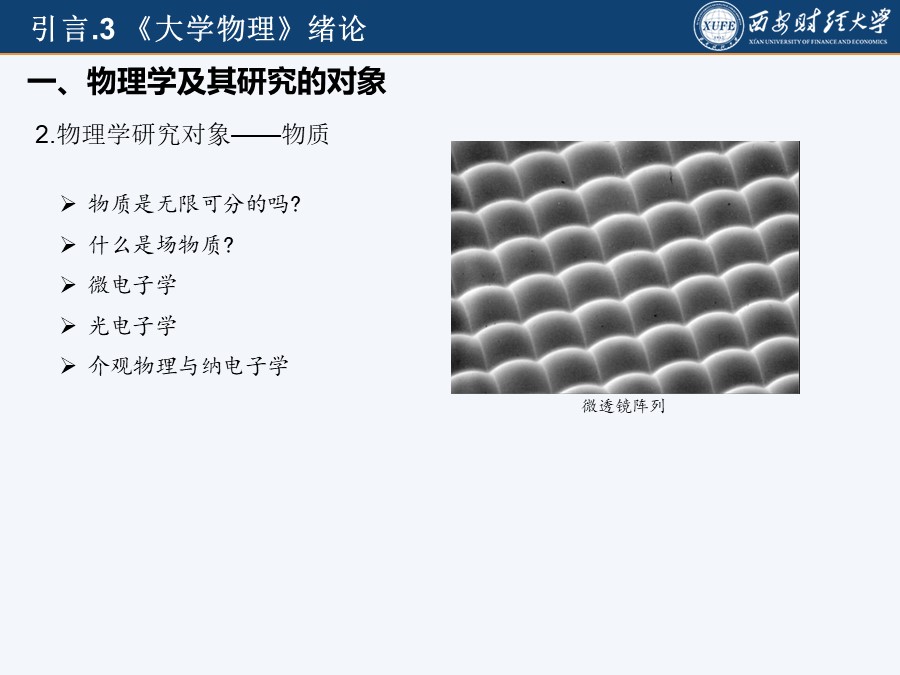 引言.3 《大学物理》绪论
XUFE
西安财经大学
XI'AN UNIVERSITY OF FINANCE AND ECONOMICS
一、物理学及其研究的对象
2.物理学研究对象——物质
➢ 物质是无限可分的吗?
➢ 什么是场物质?
➢ 微电子学
➢ 光电子学
➢ 介观物理与纳电子学
微透镜阵列